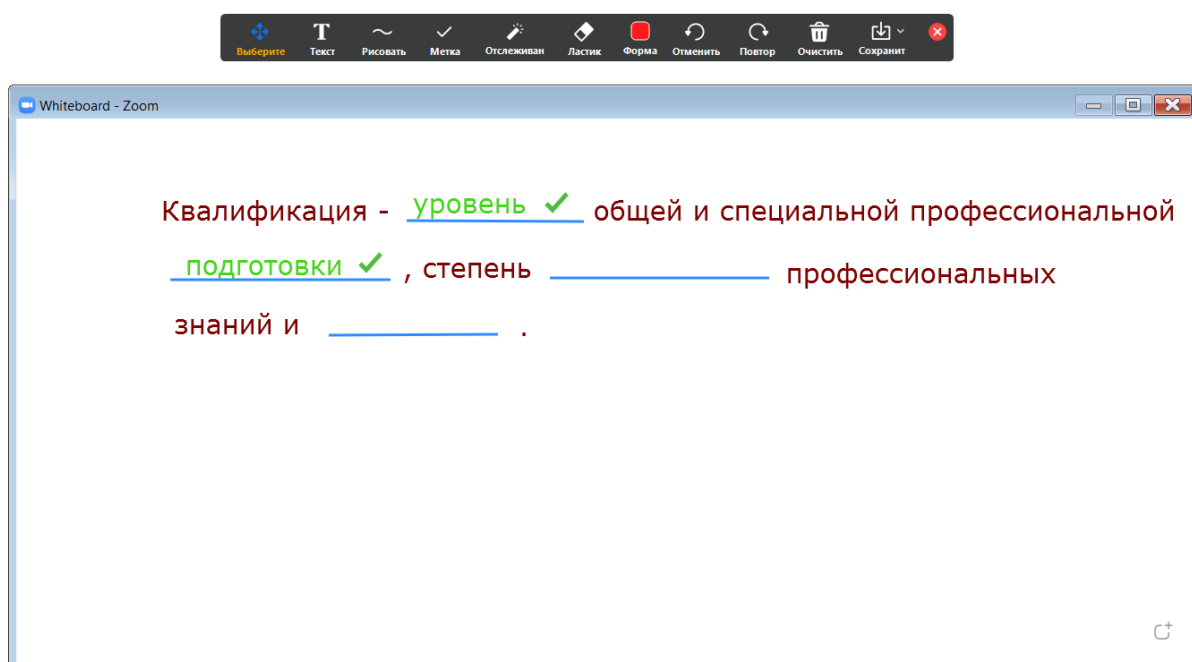 Выберите Текст Рисовать Метка Отслеживан Ластик Форма Отменить Повтор Очистить Сохранит
Whiteboard - Zoom
Квалификация - уровень общей и специальной профессиональной
подготовки , степень профессиональных
знаний и .